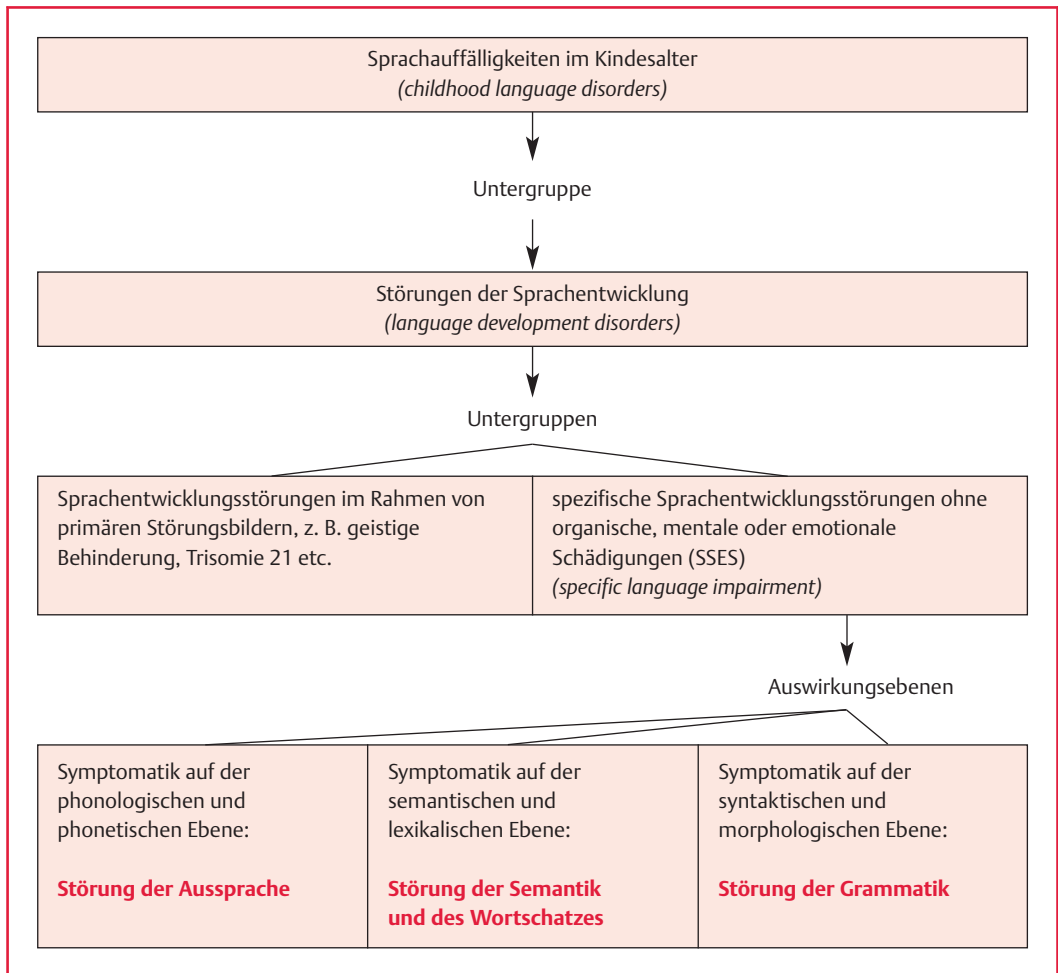 Sprachauffälligkeiten im Kindesalter
(childhood language disorders)
Untergruppe
Störungen der Sprachentwicklung
(language development disorders)
Untergruppen
Sprachentwicklungsstörungen im Rahmen von
primären Störungsbildern, z. B. geistige
Behinderung, Trisomie 21 etc.
spezifische Sprachentwicklungsstörungen ohne
organische, mentale oder emotionale
Schädigungen (SSES)
(specific language impairment)
Auswirkungsebenen
Symptomatik auf der
phonologischen und
phonetischen Ebene:
Störung der Aussprache
Symptomatik auf der
semantischen und
lexikalischen Ebene:
Störung der Semantik
und des Wortschatzes
Symptomatik auf der
syntaktischen und
morphologischen Ebene:
Störung der Grammatik